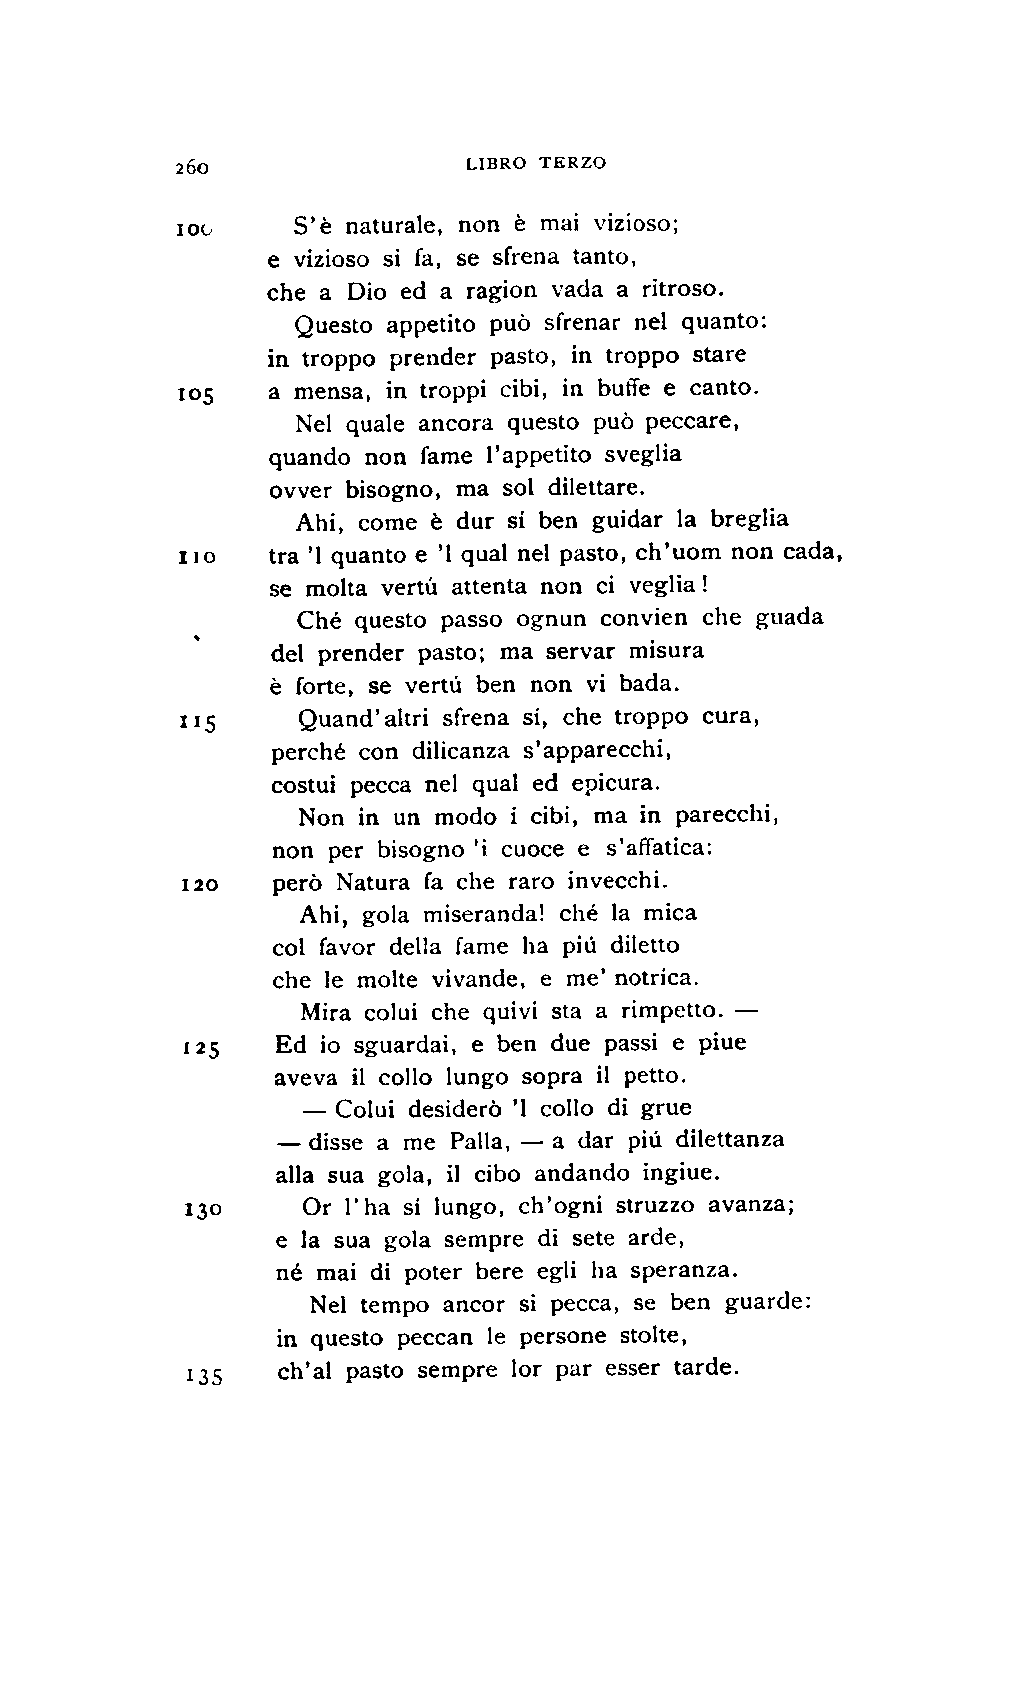 260 LIBRO TERZO
100 S'è naturale, non è mai vizioso;
e vizioso si fa, se sfrena tanto,
che a Dio ed a ragion vada a ritroso.
Questo appetito può sfrenar nel quanto:
in troppo prender pasto, in troppo stare
105 a mensa, in troppi cibi, in buffe e canto.
Nel quale ancora questo può peccare,
quando non fame l'appetito sveglia
ovver bisogno, ma sol dilettare.
Ahi, come è dur sí ben guidar la breglia
110 tra 'l quanto e 'l qual nel pasto, ch'uom non cada,
se molta vertú attenta non ci veglia!
Ché questo passo ognun convien che guada
del prender pasto; ma servar misura
è forte, se vertú ben non vi bada.
115 Quand'altri sfrena sí, che troppo cura,
perché con dilicanza s'apparecchi,
costui pecca nel qual ed epicura.
Non in un modo i cibi, ma in parecchi,
non per bisogno 'i cuoce e s'affatica:
120 però Natura fa che raro invecchi.
Ahi, gola miseranda! ché la mica
col favor della fame ha piú diletto
che le molte vivande, e me' notrica.
Mira colui che quivi sta a rimpetto. —
125 Ed io sguardai, e ben due passi e piue
aveva il collo lungo sopra il petto.
— Colui desiderò 'l collo di grue
— disse a me Palla, — a dar piú dilettanza
alla sua gola, il cibo andando ingiue.
130 Or l'ha sí lungo, ch'ogni struzzo avanza;
e la sua gola sempre di sete arde,
né mai di poter bere egli ha speranza.
Nel tempo ancor si pecca, se ben guarde:
in questo peccan le persone stolte,
135 ch'al pasto sempre lor par esser tarde.